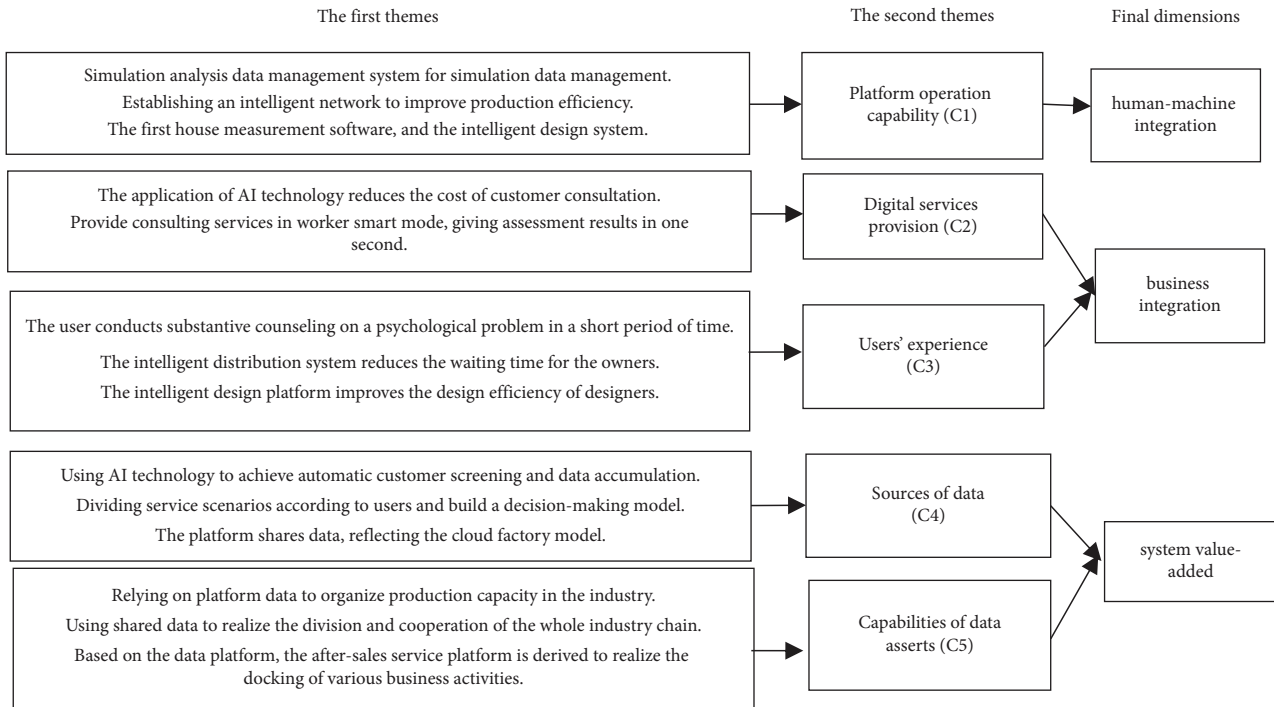 The first themes
The second themes
Final dimensions
Simulation analysis data management system for simulation data management.
Establishing an intelligent network to improve production efficiency.
The first house measurement software, and the intelligent design system.
Platform operation
capability (C1)
human-machine
integration
The application of AI technology reduces the cost of customer consultation.
Provide consulting services in worker smart mode, giving assessment results in one
second.
Digital services
provision (C2)
business
integration
The user conducts substantive counseling on a psychological problem in a short period of time.
The intelligent distribution system reduces the waiting time for the owners.
The intelligent design platform improves the design efficiency of designers.
Users' experience
(C3)
Using AI technology to achieve automatic customer screening and data accumulation.
Dividing service scenarios according to users and build a decision-making model.
The platform shares data, reflecting the cloud factory model.
Sources of data
(C4)
system value-
added
Relying on platform data to organize production capacity in the industry.
Using shared data to realize the division and cooperation of the whole industry chain.
Based on the data platform, the after-sales service platform is derived to realize the
docking of various business activities.
Capabilities of data
asserts (C5)